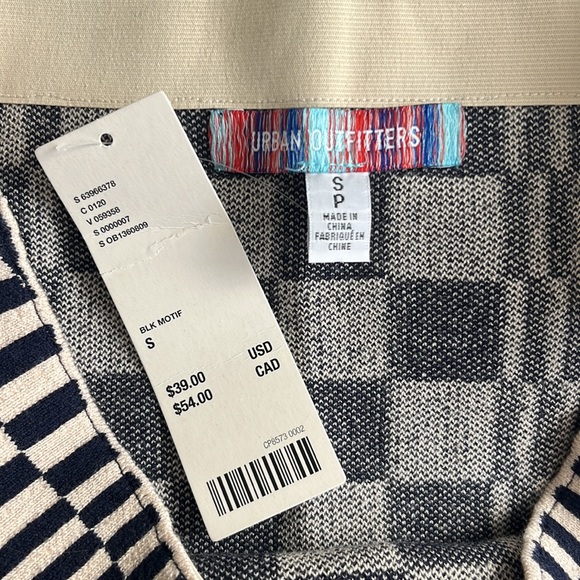 URBAN OUTFITTERS
S
P
MADE IN
CHINA
FABRIQUÉ EN
CHINE
S 63966378
C 0120
V 059358
S 0000007
S OB1360809
BLK MOTIF
S
$39.00 USD
$54.00 CAD
CP8573 0002